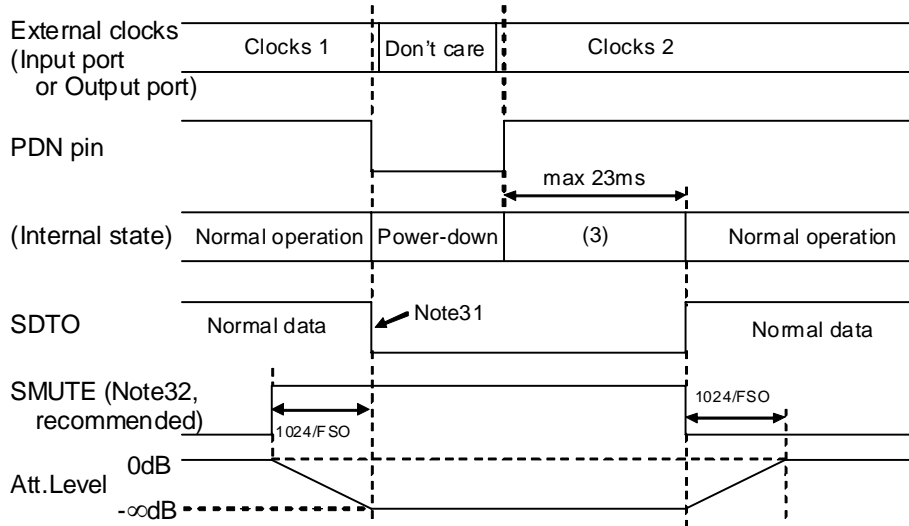 External clocks
(Input port
or Output port)
Clocks 1
Don't care
Clocks 2
PDN pin
max 23ms
(Internal state)
Normal operation
Power-down
(3)
Normal operation
SDTO
Normal data
Note31
Normal data
SMUTE (Note32,
recommended)
1024/FSO
1024/FSO
Att.Level
0dB
-∞dB